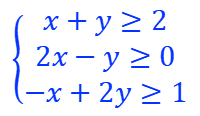 x + y ≥ 2
2x − y ≥ 0
−x + 2y ≥ 1